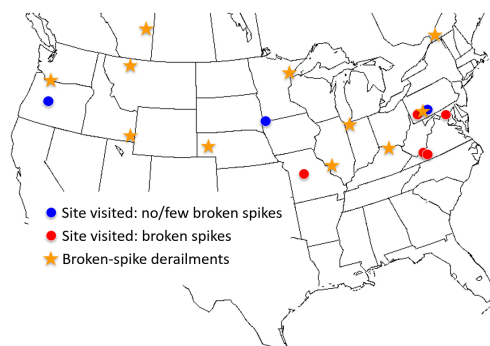 Site visited: no/few broken spikes
Site visited: broken spikes
Broken-spike derailments